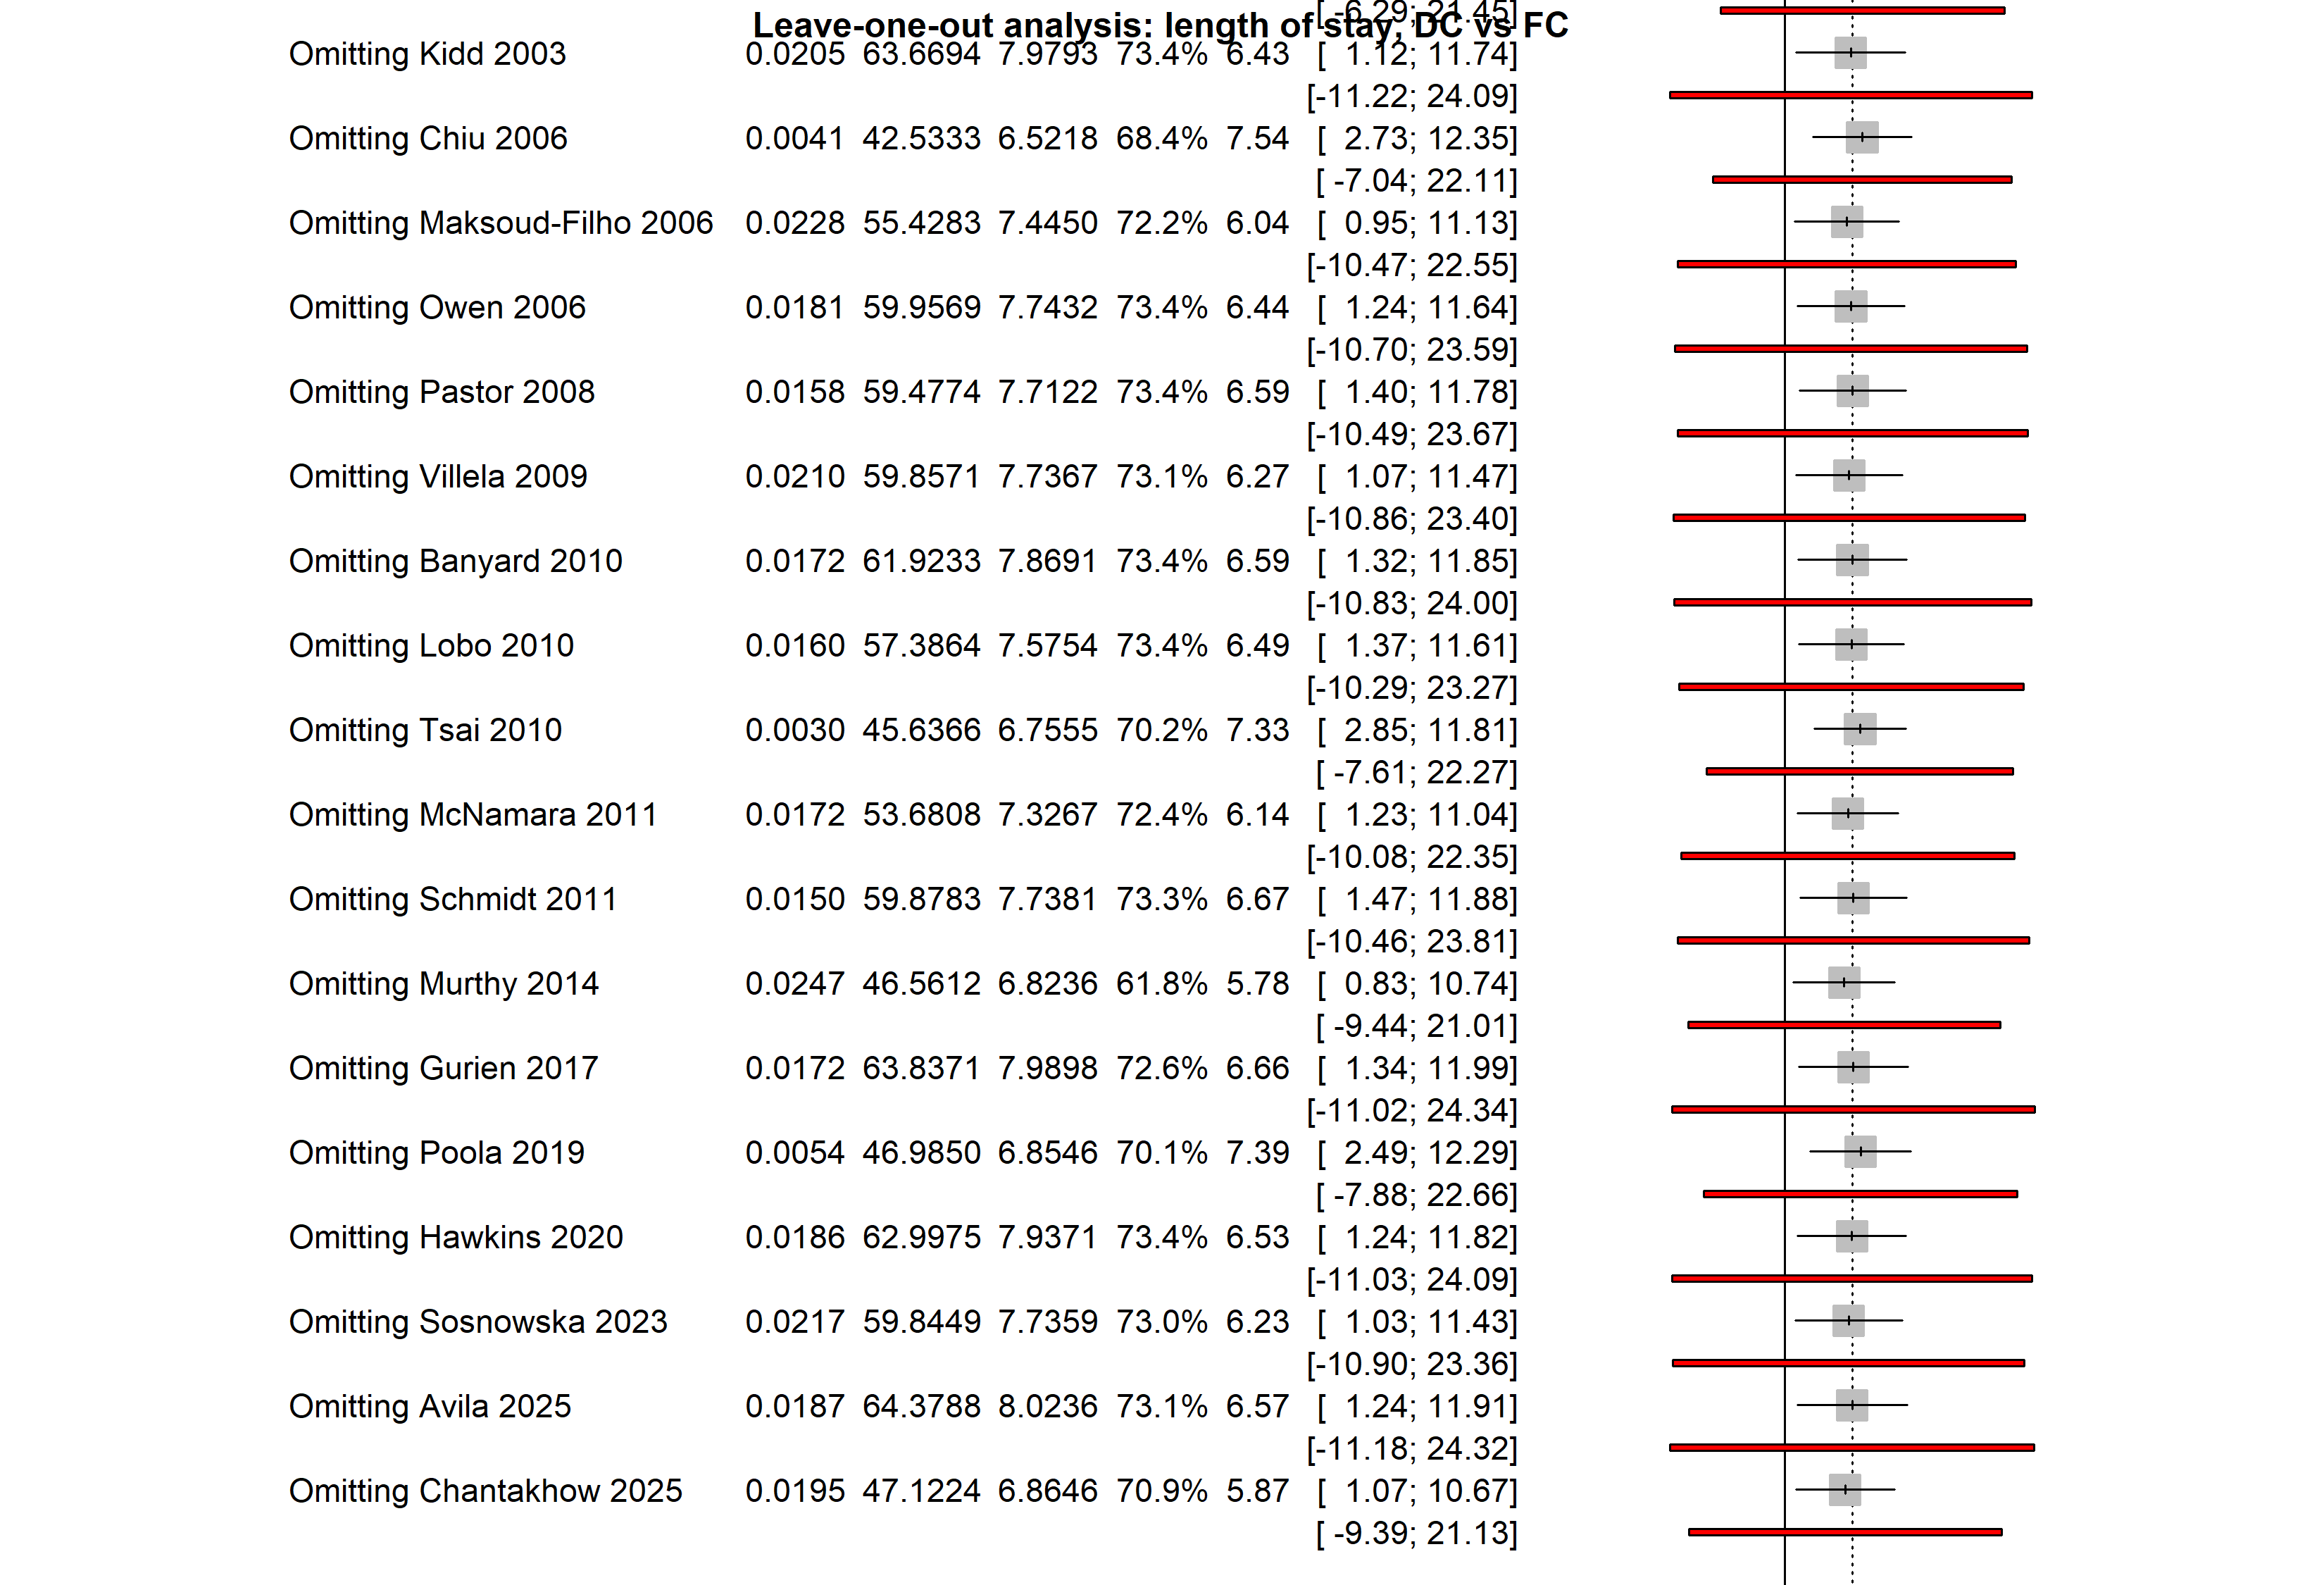 [ -6.29; 21.45]
Leave-one-out analysis: length of stay, DC vs FC
Omitting Kidd 2003 0.0205 63.6694 7.9793 73.4% 6.43 [ 1.12; 11.74]
[-11.22; 24.09]
Omitting Chiu 2006 0.0041 42.5333 6.5218 68.4% 7.54 [ 2.73; 12.35]
[ -7.04; 22.11]
Omitting Maksoud-Filho 2006 0.0228 55.4283 7.4450 72.2% 6.04 [ 0.95; 11.13]
[-10.47; 22.55]
Omitting Owen 2006 0.0181 59.9569 7.7432 73.4% 6.44 [ 1.24; 11.64]
[-10.70; 23.59]
Omitting Pastor 2008 0.0158 59.4774 7.7122 73.4% 6.59 [ 1.40; 11.78]
[-10.49; 23.67]
Omitting Villela 2009 0.0210 59.8571 7.7367 73.1% 6.27 [ 1.07; 11.47]
[-10.86; 23.40]
Omitting Banyard 2010 0.0172 61.9233 7.8691 73.4% 6.59 [ 1.32; 11.85]
[-10.83; 24.00]
Omitting Lobo 2010 0.0160 57.3864 7.5754 73.4% 6.49 [ 1.37; 11.61]
[-10.29; 23.27]
Omitting Tsai 2010 0.0030 45.6366 6.7555 70.2% 7.33 [ 2.85; 11.81]
[ -7.61; 22.27]
Omitting McNamara 2011 0.0172 53.6808 7.3267 72.4% 6.14 [ 1.23; 11.04]
[-10.08; 22.35]
Omitting Schmidt 2011 0.0150 59.8783 7.7381 73.3% 6.67 [ 1.47; 11.88]
[-10.46; 23.81]
Omitting Murthy 2014 0.0247 46.5612 6.8236 61.8% 5.78 [ 0.83; 10.74]
[ -9.44; 21.01]
Omitting Gurien 2017 0.0172 63.8371 7.9898 72.6% 6.66 [ 1.34; 11.99]
[-11.02; 24.34]
Omitting Poola 2019 0.0054 46.9850 6.8546 70.1% 7.39 [ 2.49; 12.29]
[ -7.88; 22.66]
Omitting Hawkins 2020 0.0186 62.9975 7.9371 73.4% 6.53 [ 1.24; 11.82]
[-11.03; 24.09]
Omitting Sosnowska 2023 0.0217 59.8449 7.7359 73.0% 6.23 [ 1.03; 11.43]
[-10.90; 23.36]
Omitting Avila 2025 0.0187 64.3788 8.0236 73.1% 6.57 [ 1.24; 11.91]
[-11.18; 24.32]
Omitting Chantakhow 2025 0.0195 47.1224 6.8646 70.9% 5.87 [ 1.07; 10.67]
[ -9.39; 21.13]